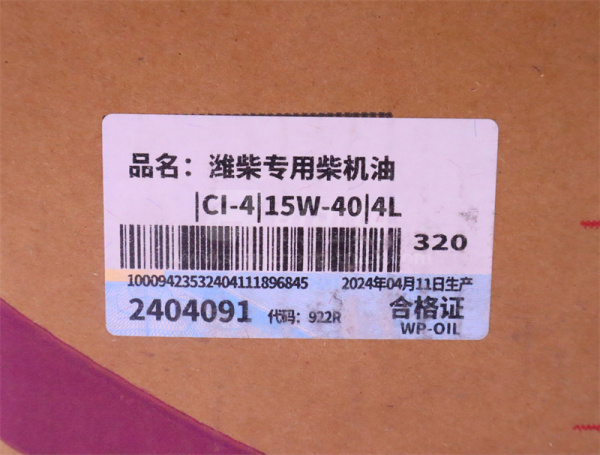 品名：潍柴专用柴机油
|CI-4|15W-40|4L
320
10009423532404111896845
2024年04月11日生产
2404091
代码：922R
合格证
WP-OIL